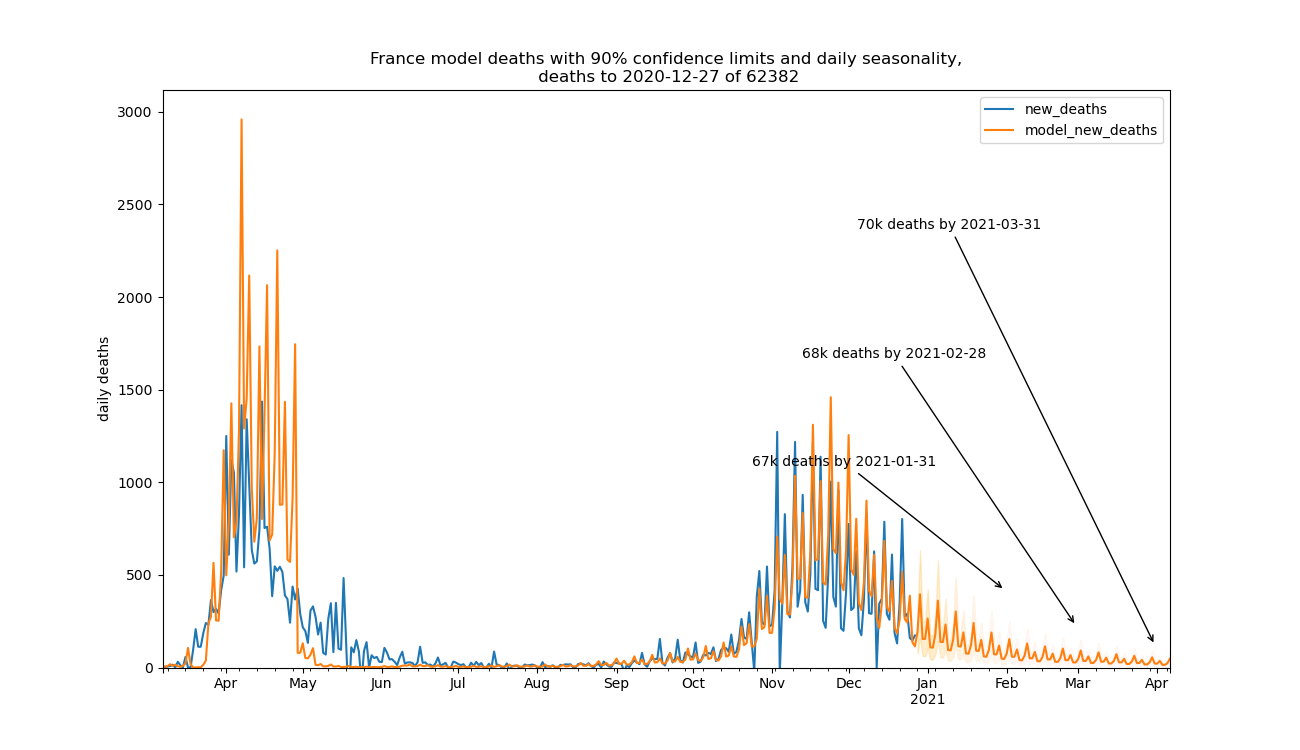 France model deaths with 90% confidence limits and daily seasonality,
deaths to 2020-12-27 of 62382
new_deaths
model_new_deaths
daily deaths
3000
2500
2000
1500
1000
500
0
70k deaths by 2021-03-31
68k deaths by 2021-02-28
67k deaths by 2021-01-31
Apr May Jun Jul Aug Sep Oct Nov Dec Jan Feb Mar Apr
2021